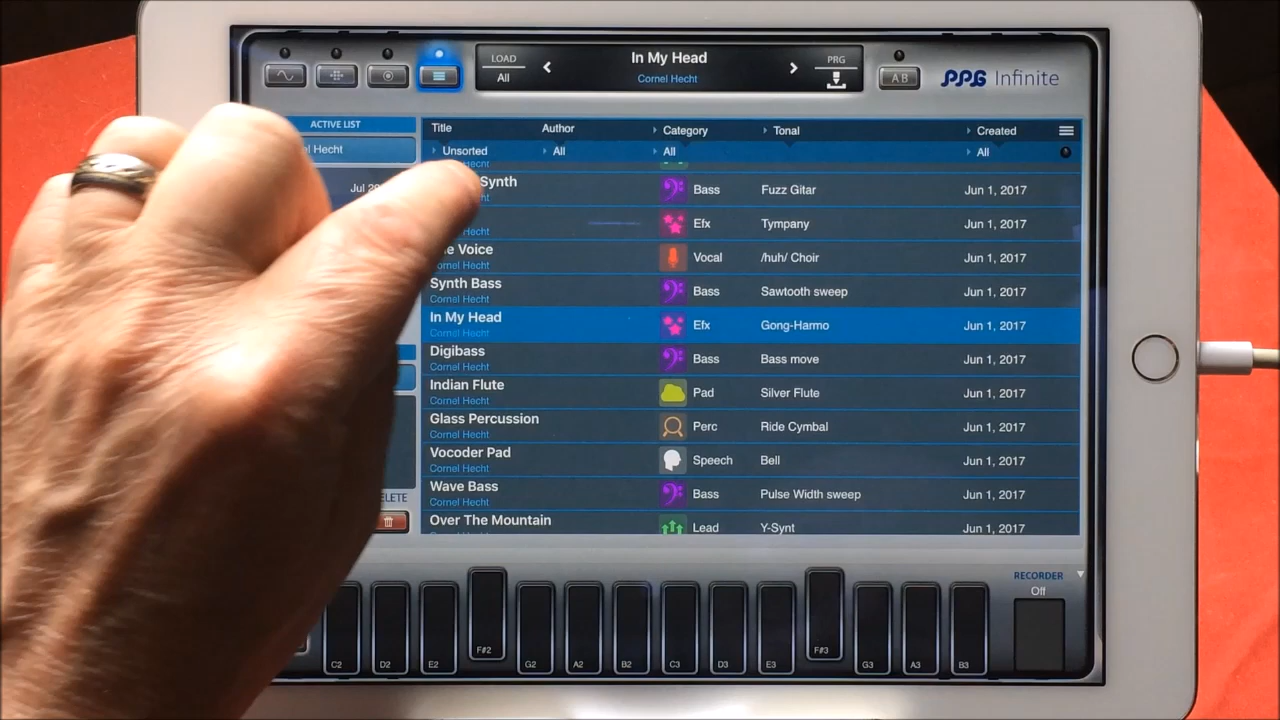 LOAD
All
In My Head
Cornel Hecht
PRG
A B
PPG Infinite
ACTIVE LIST
Title Author Category Tonal Created
Unsorted All All All
Hecht
Synth Bass Fuzz Gitar Jun 1, 2017
Jul
Efx Tympany Jun 1, 2017
Hecht
Voice Vocal /huh/ Choir Jun 1, 2017
Cornel Hecht
Synth Bass Bass Sawtooth sweep Jun 1, 2017
Cornel Hecht
In My Head Efx Gong-Harmo Jun 1, 2017
Cornel Hecht
Digibass Bass Bass move Jun 1, 2017
Cornel Hecht
Indian Flute Pad Silver Flute Jun 1, 2017
Cornel Hecht
Glass Percussion Perc Ride Cymbal Jun 1, 2017
Cornel Hecht
Vocoder Pad Speech Bell Jun 1, 2017
Cornel Hecht
Wave Bass Bass Pulse Width sweep Jun 1, 2017
Cornel Hecht
Over The Mountain Lead Y-Synt Jun 1, 2017
RECORDER
Off
C2 D2 E2 F#2 G2 A2 B2 C3 D3 E3 F#3 G3 A3 B3